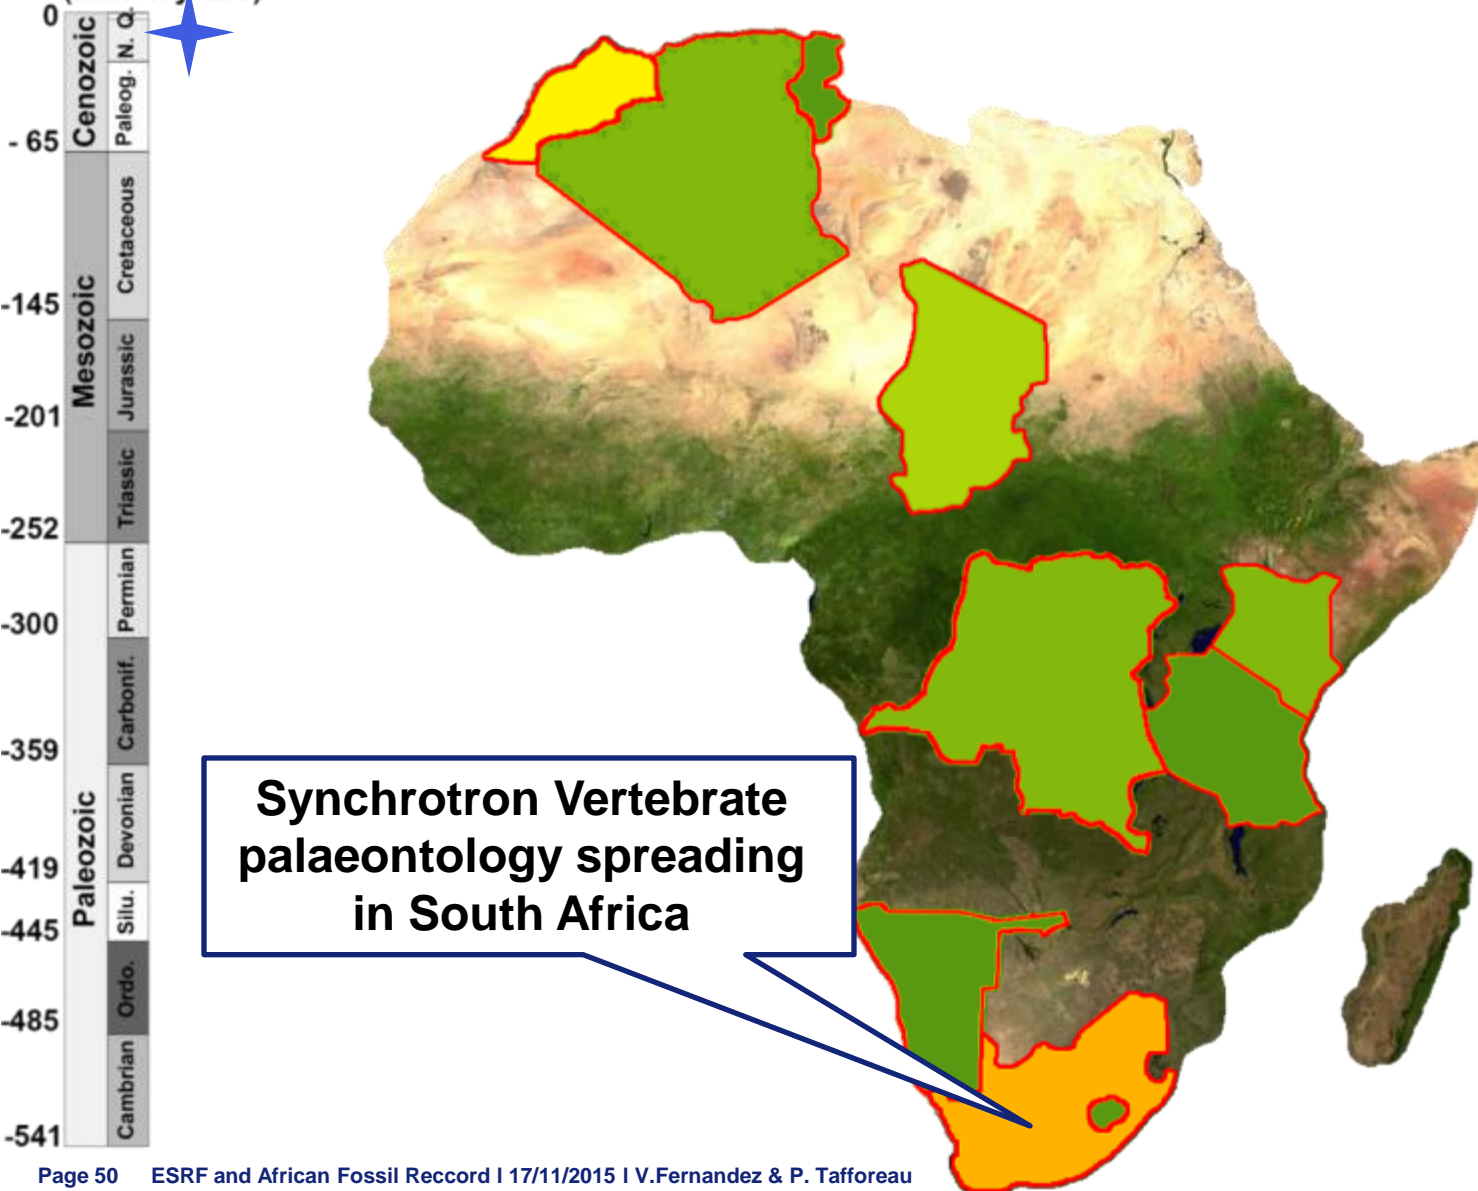 0
Cenozoic
N. Q.
Paleog.
- 65
Mesozoic
Cretaceous
-145
Jurassic
-201
Triassic
-252
Paleozoic
Permian
-300
Carbonif.
-359
Devonian
-419
Silu.
-445
Ordo.
-485
Cambrian
-541
Synchrotron Vertebrate
palaeontology spreading
in South Africa
Page 50 ESRF and African Fossil Reccord l 17/11/2015 l V.Fernandez & P. Tafforeau